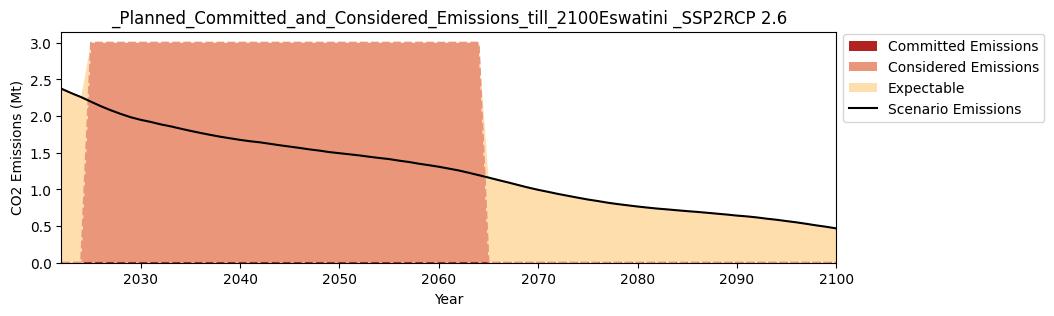 _Planned_Committed_and_Considered_Emissions_till_2100Eswatini _SSP2RCP 2.6
CO2 Emissions (Mt)
3.0
2.5
2.0
1.5
1.0
0.5
0.0
2030 2040 2050 2060 2070 2080 2090 2100
Year
Committed Emissions
Considered Emissions
Expectable
Scenario Emissions